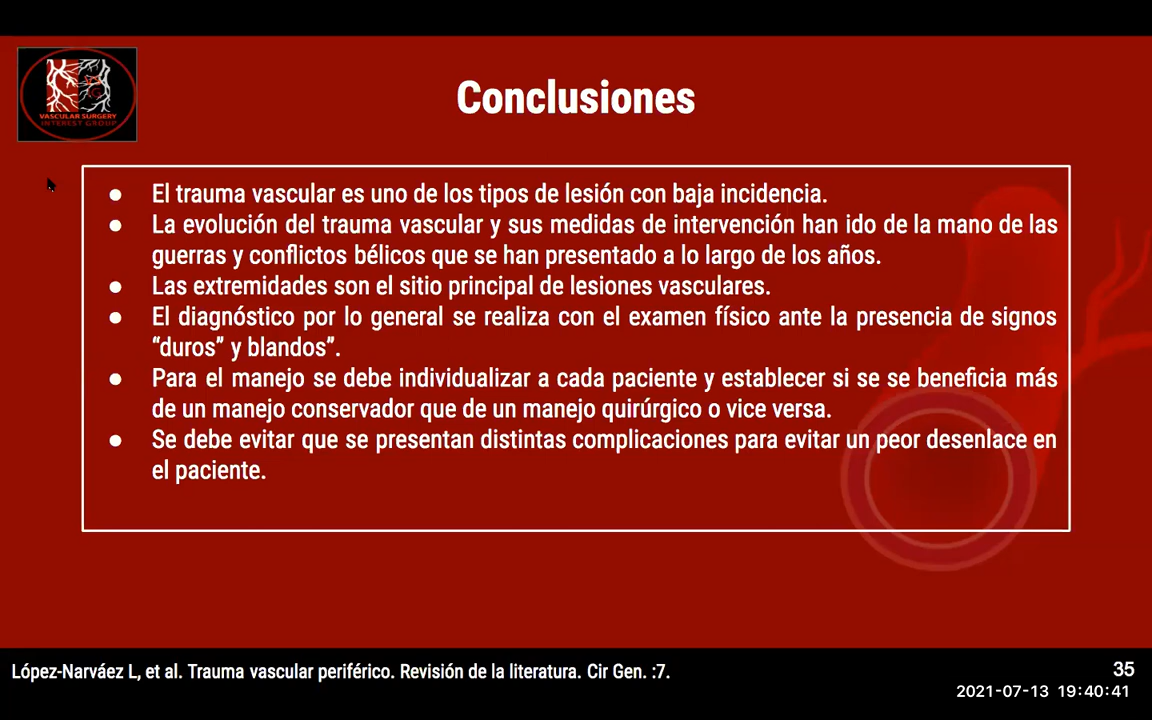 VASCULAR SURGERY
INTEREST GROUP
Conclusiones
● El trauma vascular es uno de los tipos de lesión con baja incidencia.
● La evolución del trauma vascular y sus medidas de intervención han ido de la mano de las
guerras y conflictos bélicos que se han presentado a lo largo de los años.
● Las extremidades son el sitio principal de lesiones vasculares.
● El diagnóstico por lo general se realiza con el examen físico ante la presencia de signos
“duros” y blandos”.
● Para el manejo se debe individualizar a cada paciente y establecer si se se beneficia más
de un manejo conservador que de un manejo quirúrgico o vice versa.
● Se debe evitar que se presentan distintas complicaciones para evitar un peor desenlace en
el paciente.
López-Narváez L, et al. Trauma vascular periférico. Revisión de la literatura. Cir Gen. :7.
35
2021-07-13 19:40:41